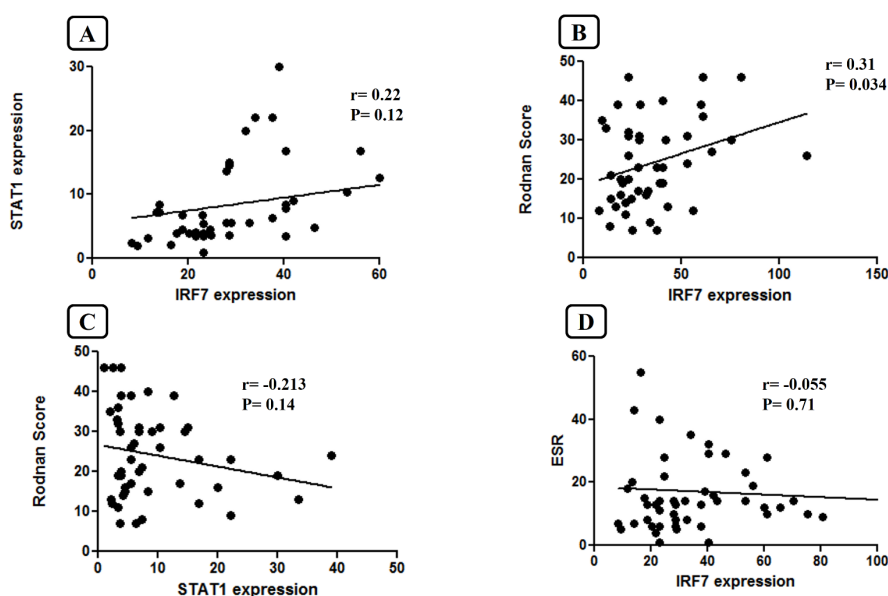 A
r= 0.22
P= 0.12
STAT1 expression
30
20
10
0
0 20 40 60
IRF7 expression
B
r= 0.31
P= 0.034
Rodnan Score
50
40
30
20
10
0
0 50 100 150
IRF7 expression
C
r= -0.213
P= 0.14
Rodnan Score
50
40
30
20
10
0
0 10 20 30 40 50
STAT1 expression
D
r= -0.055
P= 0.71
ESR
60
40
20
0
0 20 40 60 80 100
IRF7 expression